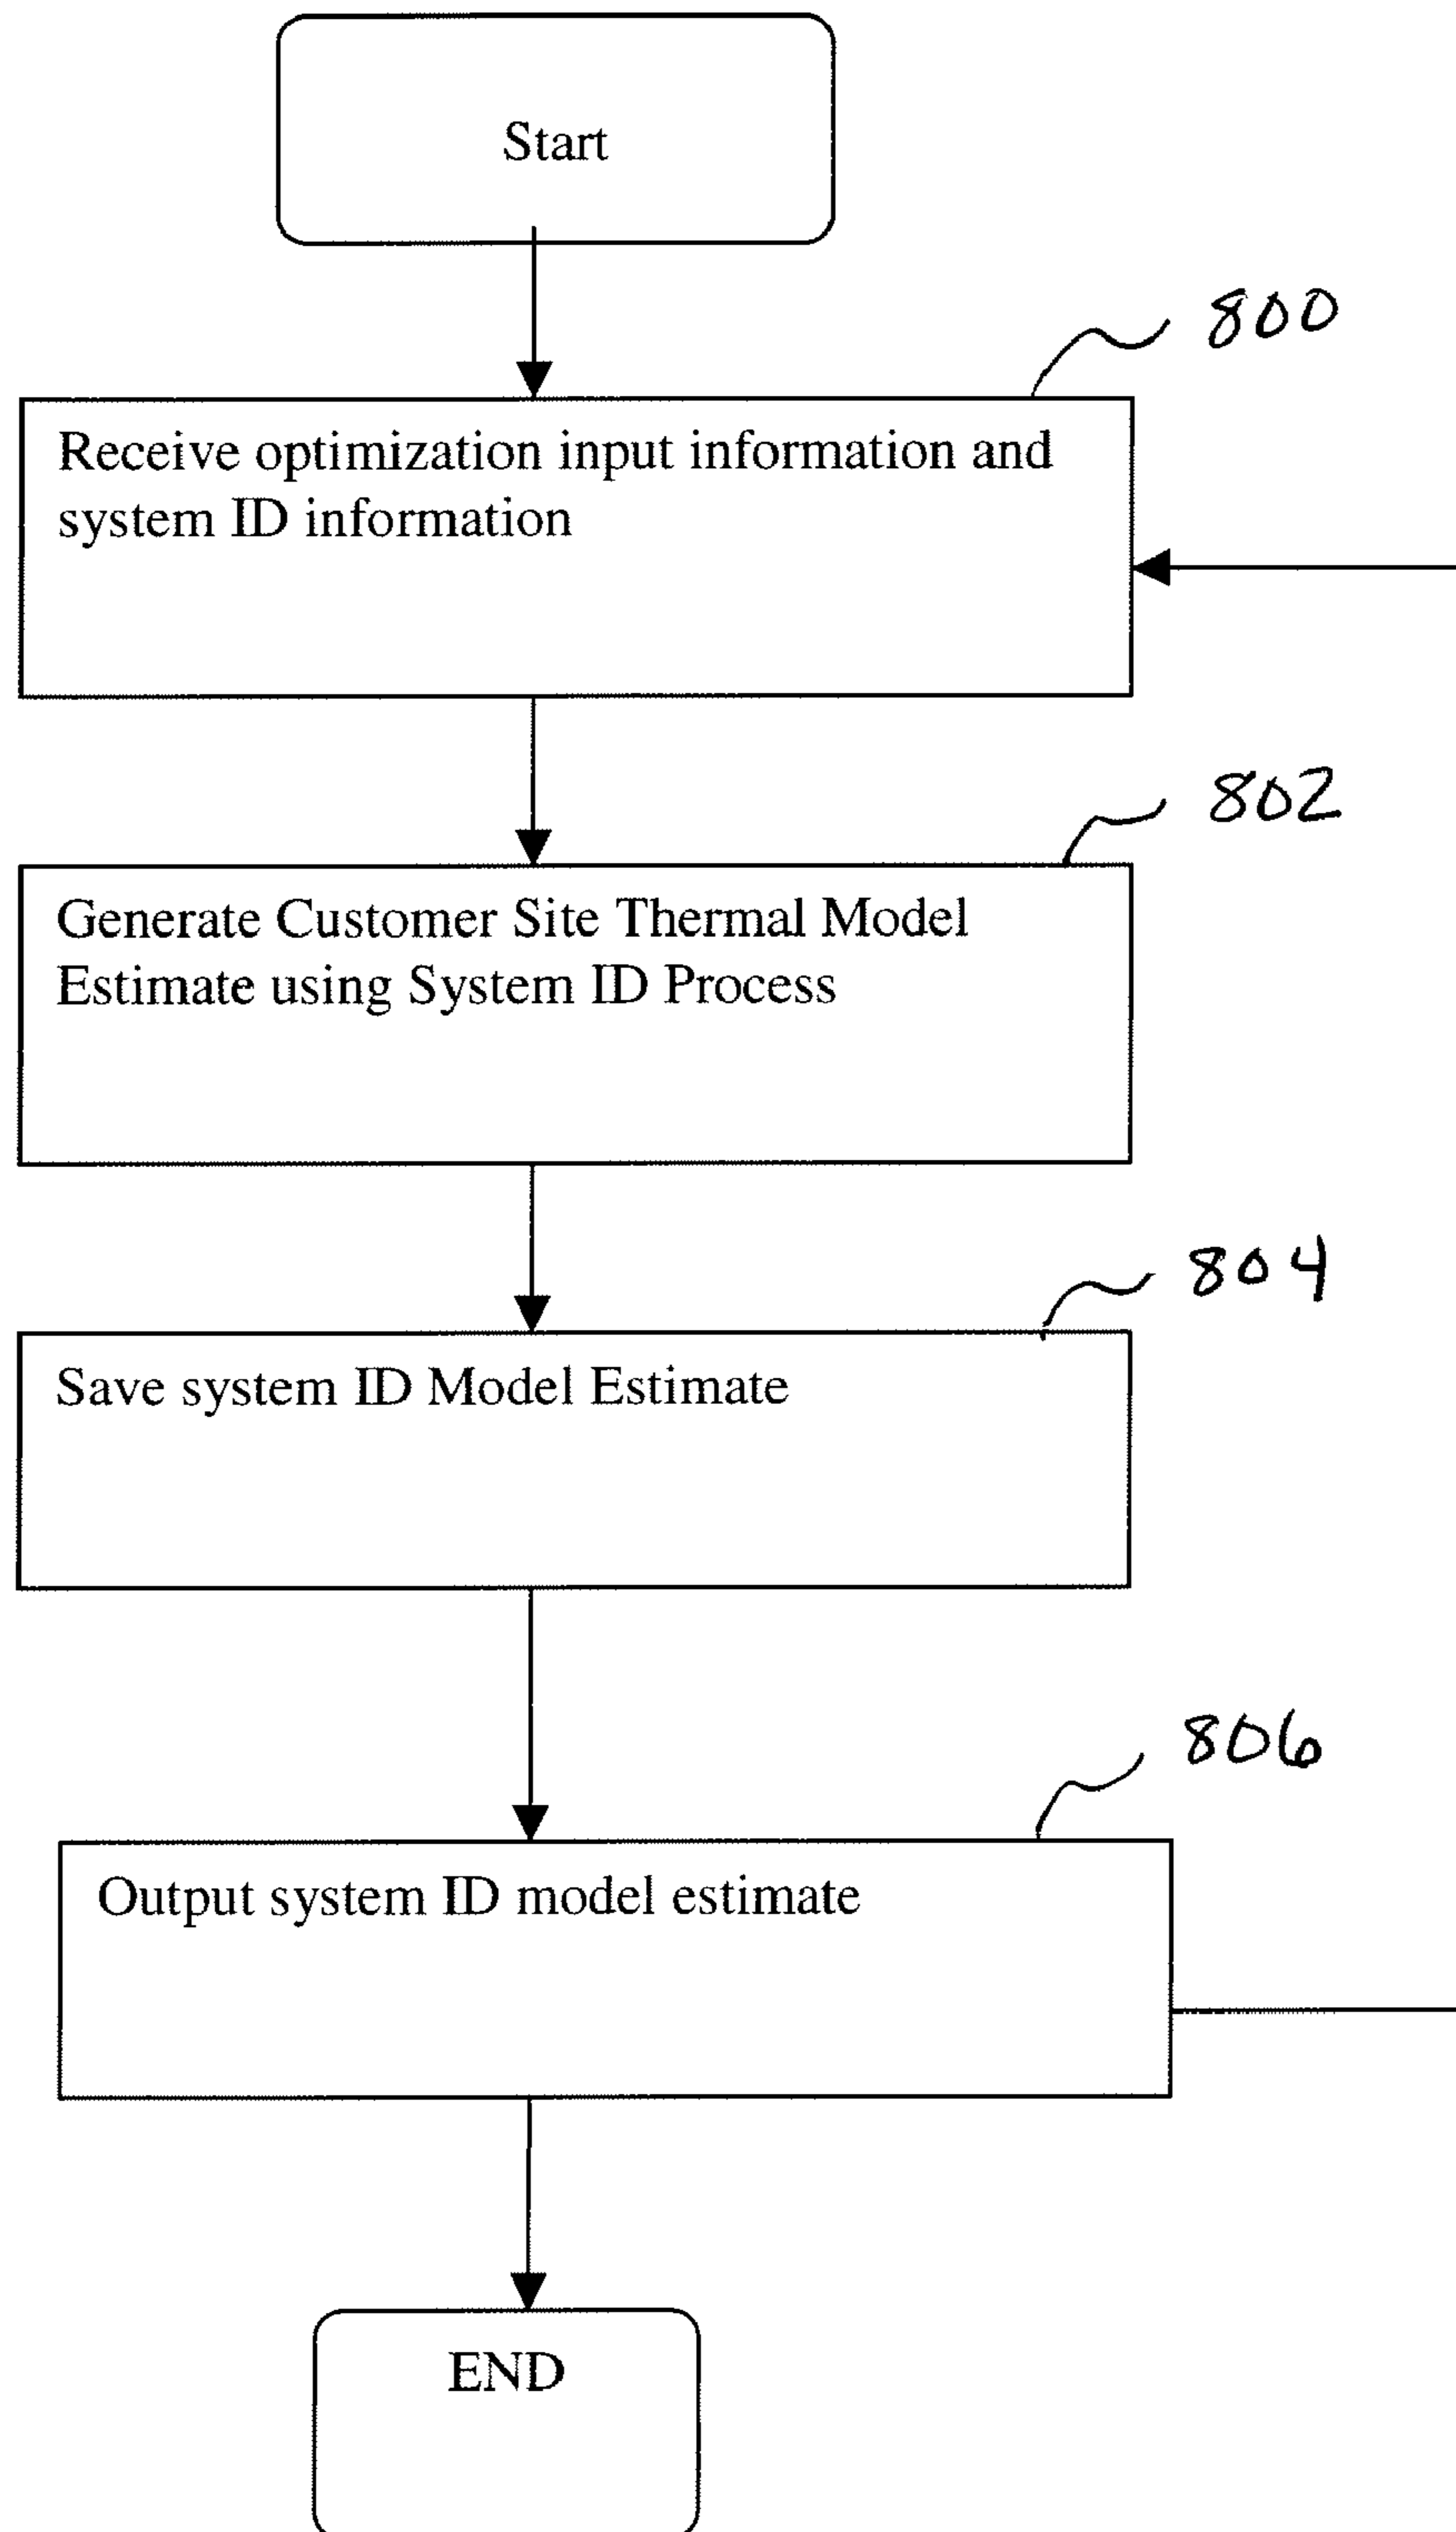 Start
800
Receive optimization input information and
system ID information
802
Generate Customer Site Thermal Model
Estimate using System ID Process
804
Save system ID Model Estimate
806
Output system ID model estimate
END